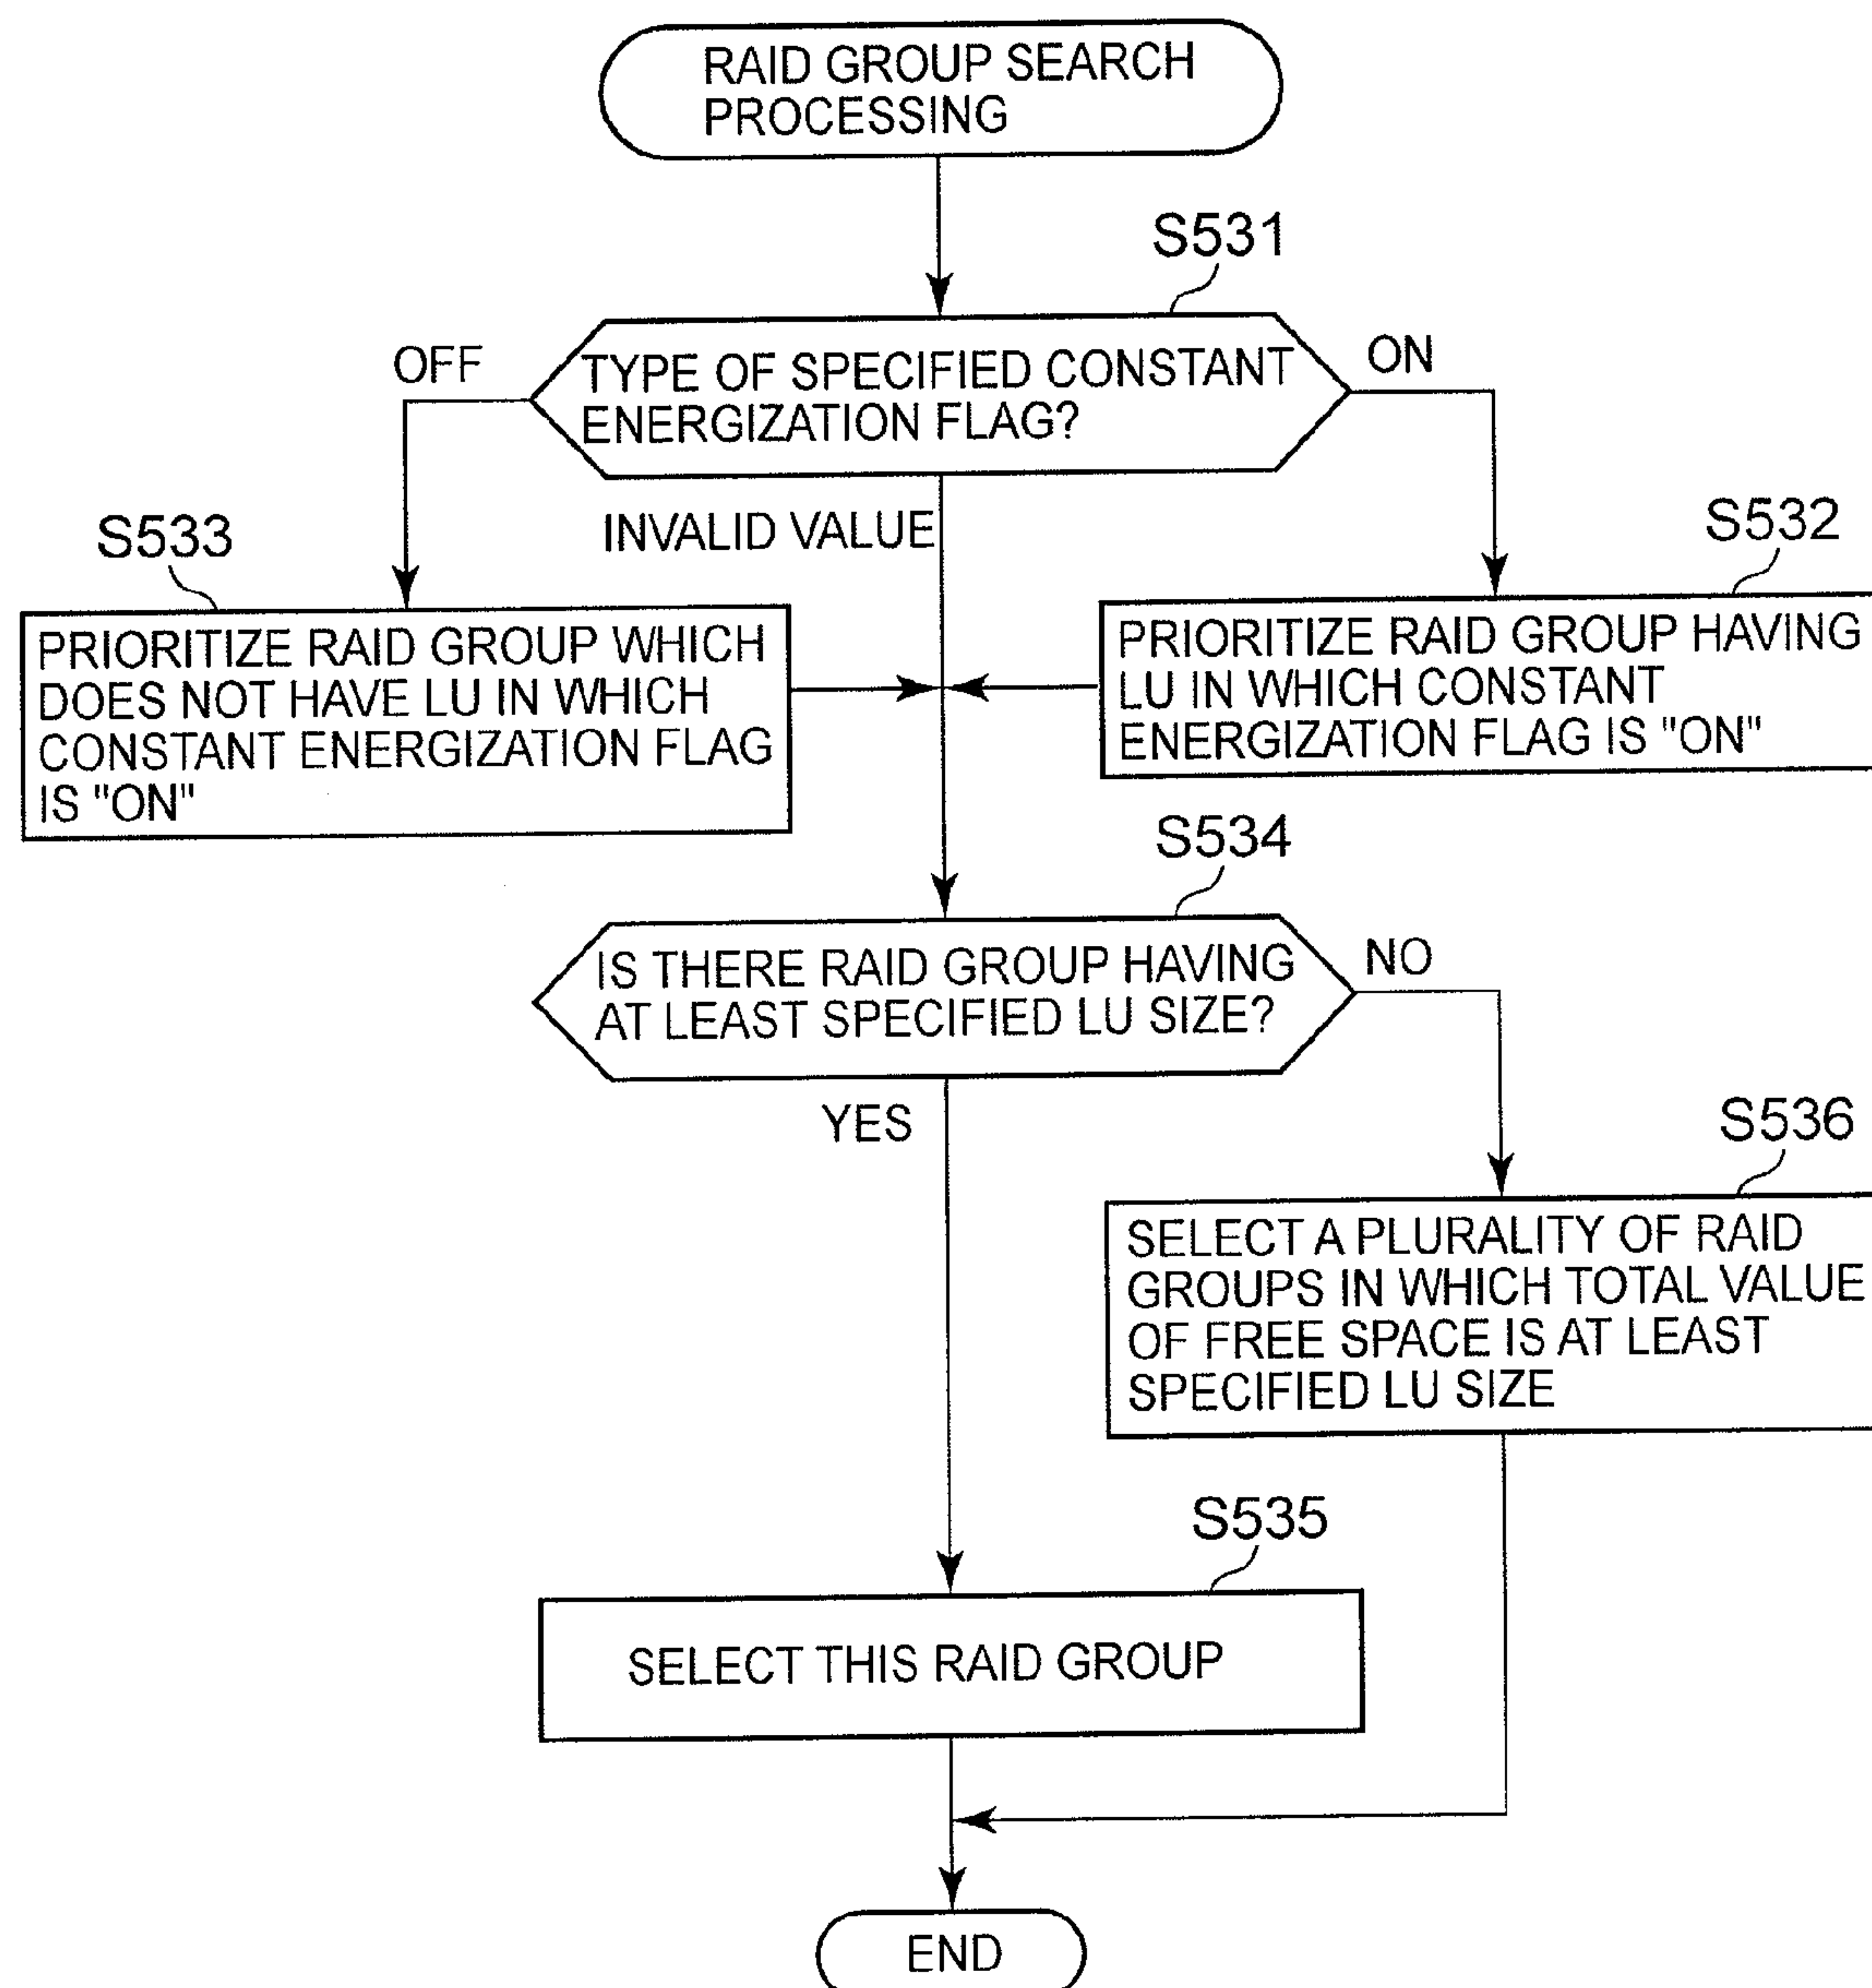 RAID GROUP SEARCH
PROCESSING
S531
OFF
TYPE OF SPECIFIED CONSTANT
ENERGIZATION FLAG?
ON
S533
INVALID VALUE
S532
PRIORITIZE RAID GROUP WHICH
DOES NOT HAVE LU IN WHICH
CONSTANT ENERGIZATION FLAG
IS "ON"
PRIORITIZE RAID GROUP HAVING
LU IN WHICH CONSTANT
ENERGIZATION FLAG IS "ON"
S534
IS THERE RAID GROUP HAVING
AT LEAST SPECIFIED LU SIZE?
NO
YES
S536
SELECT A PLURALITY OF RAID
GROUPS IN WHICH TOTAL VALUE
OF FREE SPACE IS AT LEAST
SPECIFIED LU SIZE
S535
SELECT THIS RAID GROUP
END